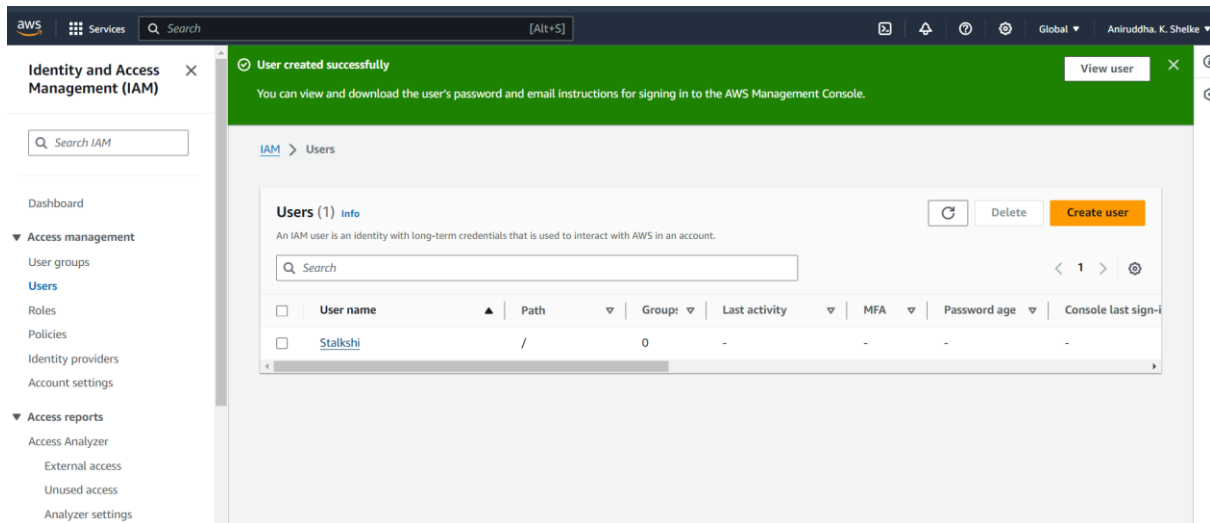 aws Services Search [Alt+S] Global Aniruddha. K. Shelke
Identity and Access
Management (IAM)
Search IAM
Dashboard
Access management
User groups
Users
Roles
Policies
Identity providers
Account settings
Access reports
Access Analyzer
External access
Unused access
Analyzer settings
User created successfully
You can view and download the user's password and email instructions for signing in to the AWS Management Console.
View user
IAM > Users
Users (1) Info
Delete Create user
An IAM user is an identity with long-term credentials that is used to interact with AWS in an account.
Search
< 1 >
User name Path Group: Last activity MFA Password age Console last sign-i
Stalkshi / 0 - - - -